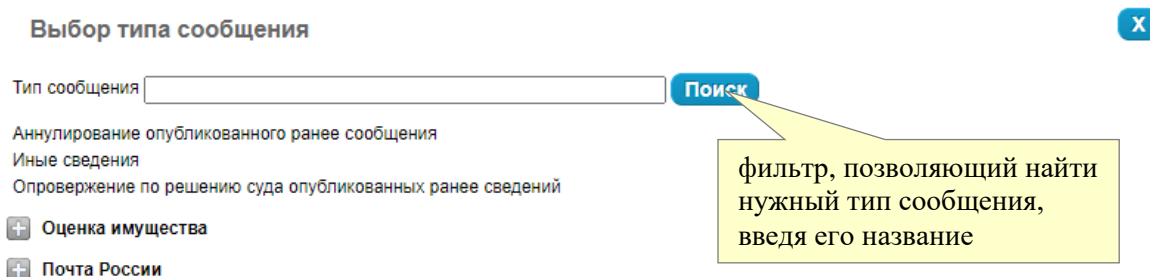 Выбор типа сообщения
X
Тип сообщения
Поиск
Аннулирование опубликованного ранее сообщения
Иные сведения
Опровержение по решению суда опубликованных ранее сведений
фильтр, позволяющий найти
нужный тип сообщения,
введя его название
Оценка имущества
Почта России